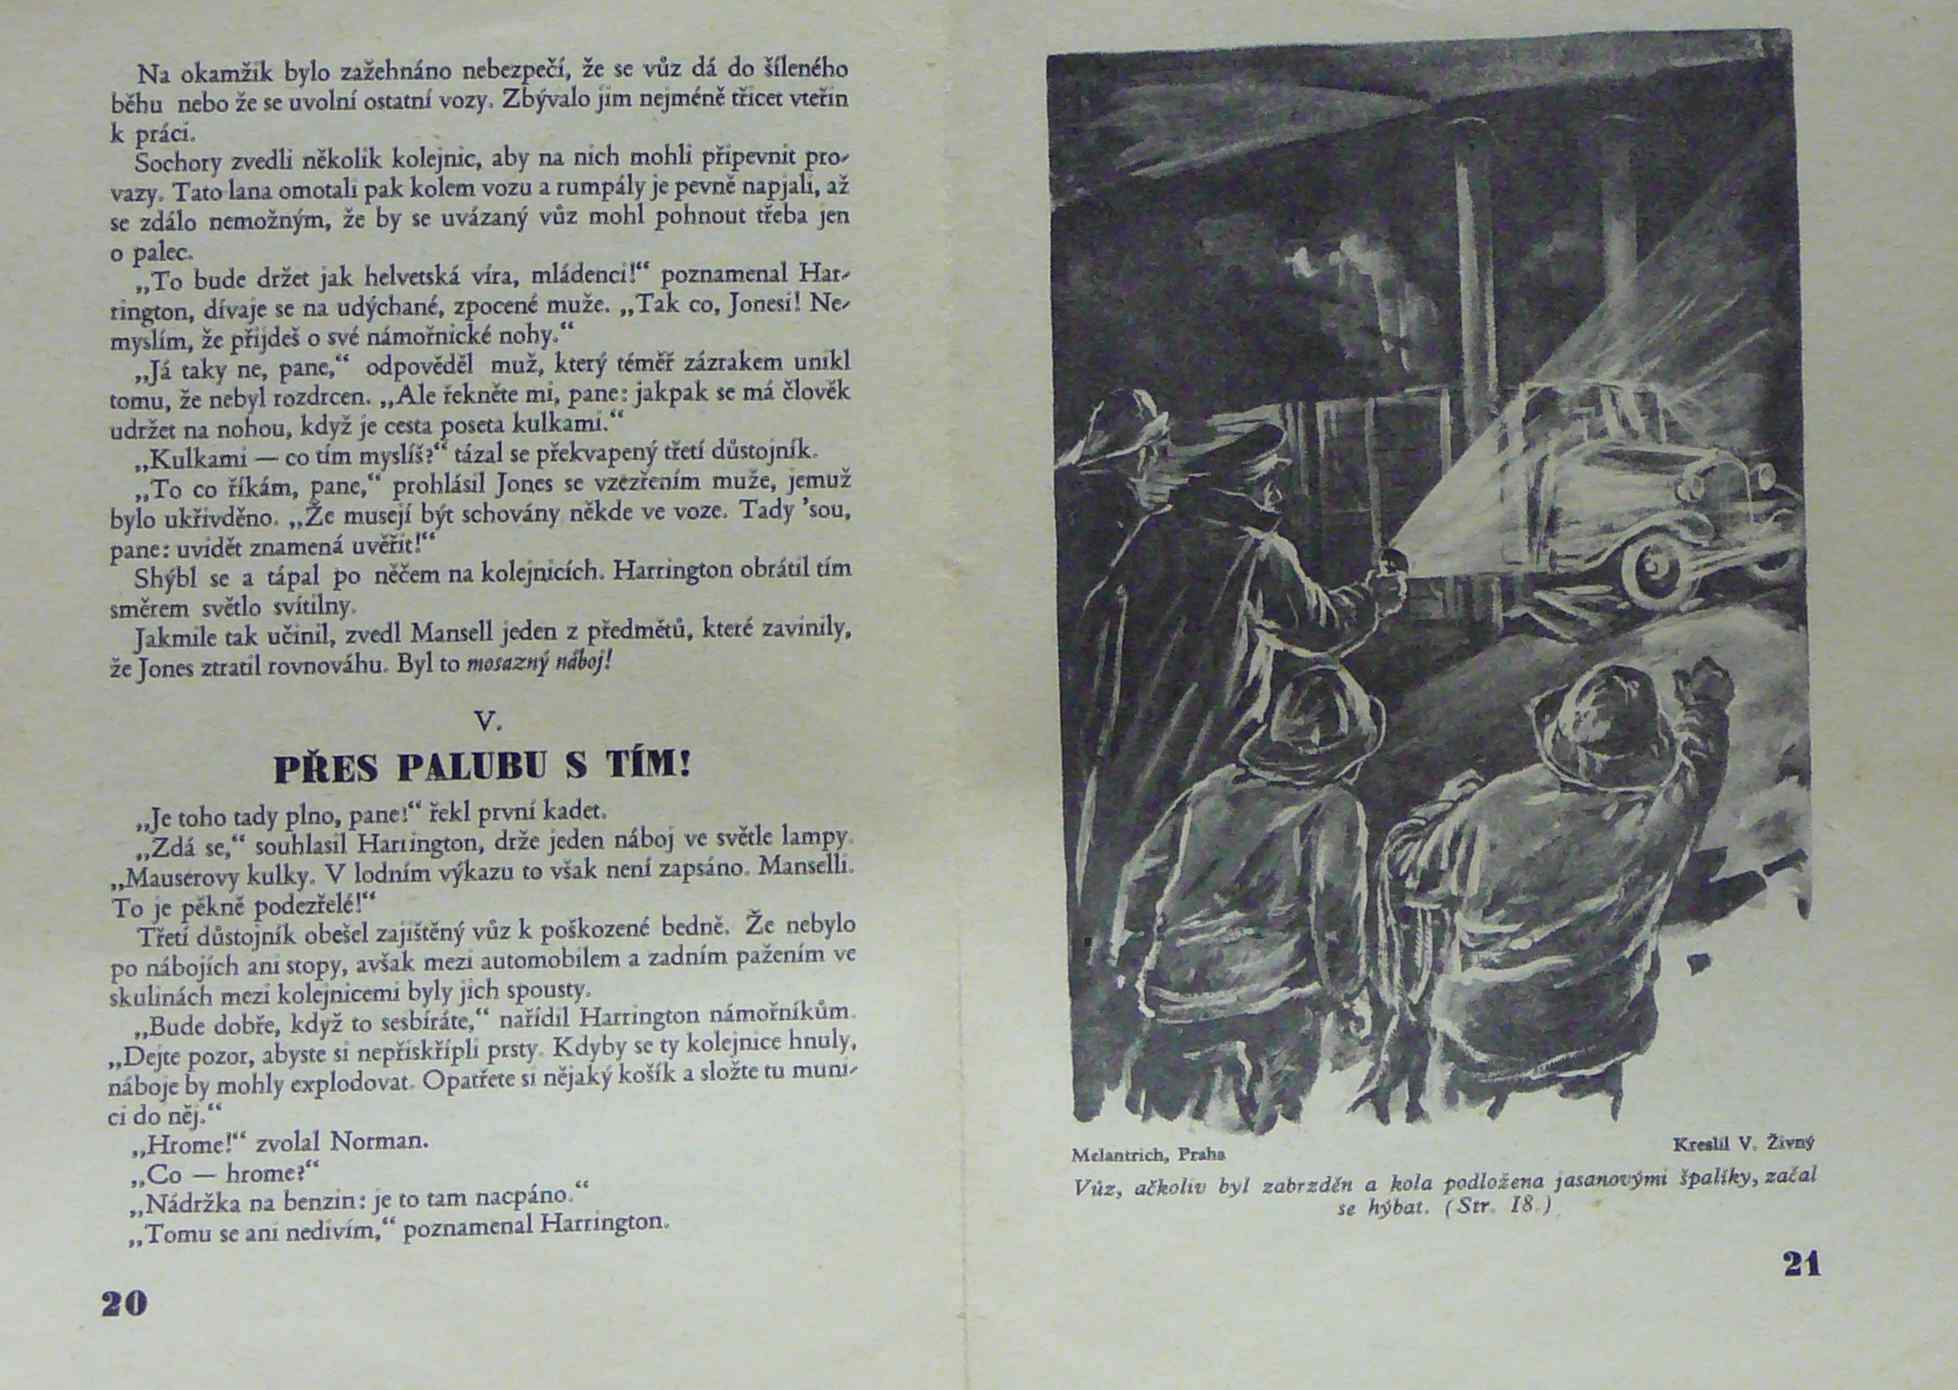 Na okamžik bylo zažehnáno nebezpečí, že se vůz dá do šíleného
běhu nebo že se uvolní ostatní vozy. Zbývalo jim nejméně třicet vteřin
k práci.
Sochory zvedli několik kolejnic, aby na nich mohli připevnit pro-
vazy. Tato lana omotali pak kolem vozu a rumpály je pevně napjali, až
se zdálo nemožným, že by se uvázaný vůz mohl pohnout třeba jen
o palec.
„To bude držet jak helvetská víra, mládenci!“ poznamenal Har-
rington, dívaje se na udýchané, zpocené muže. „Tak co, Jonesi! Ne-
myslím, že přijdeš o své námořnické nohy.“
„Já taky ne, pane,“ odpověděl muž, který téměř zázrakem unikl
tomu, že nebyl rozdrcen. „Ale řekněte mi, pane: jakpak se má člověk
udržet na nohou, když je cesta poseta kulkami.“
„Kulkami — co tím myslíš?“ tázal se překvapený třetí důstojník.
„To co říkám, pane,“ prohlásil Jones se vzezřením muže, jemuž
bylo ukřivděno. „Že musejí být schovány někde ve voze. Tady ’sou,
pane: uvidět znamená uvěřit!“
Shýbl se a tápal po něčem na kolejnicích. Harrington obrátil tím
směrem světlo svítilny.
Jakmile tak učinil, zvedl Mansell jeden z předmětů, které zavinily,
že Jones ztratil rovnováhu. Byl to mosazný náboj!
V.
PŘES PALUBU S TÍM!
„Je toho tady plno, pane!“ řekl první kadet.
„Zdá se,“ souhlasil Harrington, drže jeden náboj ve světle lampy.
„Mauserovy kulky. V lodním výkazu to však není zapsáno. Manselli.
To je pěkně podezřelé!“
Třetí důstojník obešel zajištěný vůz k poškozené bedně. Že nebylo
po nábojích ani stopy, avšak mezi automobilem a zadním pažením ve
skulinách mezi kolejnicemi byly jich spousty.
„Bude dobře, když to sesbíráte,“ nařídil Harrington námořníkům.
„Dejte pozor, abyste si nepřiskřípli prsty. Kdyby se ty kolejnice hnuly,
náboje by mohly explodovat. Opatřete si nějaký košík a složte tu muni-
ci do něj.“
„Hrome!“ zvolal Norman.
„Co — hrome?“
„Nádržka na benzin: je to tam nacpáno.“
„Tomu se ani nedivím,“ poznamenal Harrington.
20
Melantrich, Praha
Kreslil V. Živný
Vůz, ačkoliv byl zabrzděn a kola podložena jasanovými špalíky, začal
se hýbat. (Str. 18.)
21